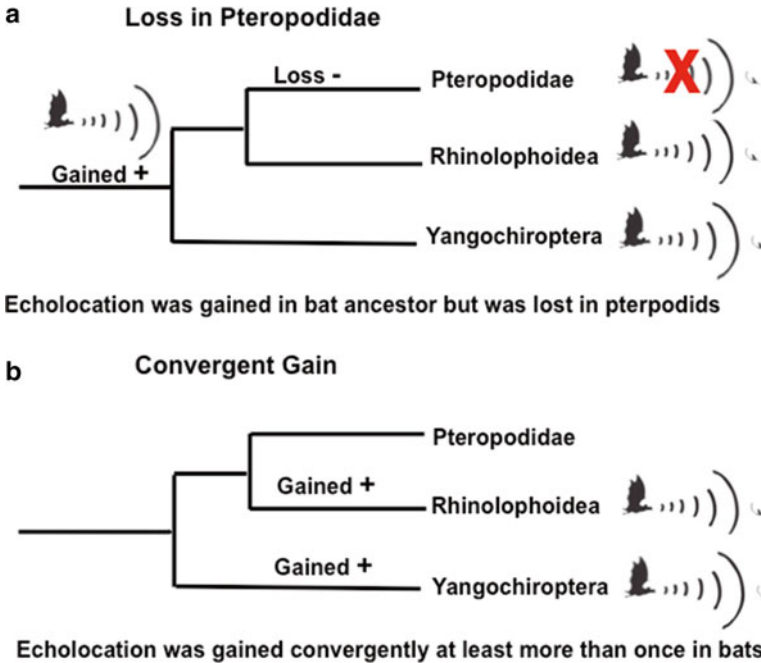 a
Loss in Pteropodidae
Loss -
Pteropodidae
X
Gained +
Rhinolophoidea
Yangochiroptera
Echolocation was gained in bat ancestor but was lost in pterpodids
b
Convergent Gain
Pteropodidae
Gained +
Rhinolophoidea
Gained +
Yangochiroptera
Echolocation was gained convergently at least more than once in bats